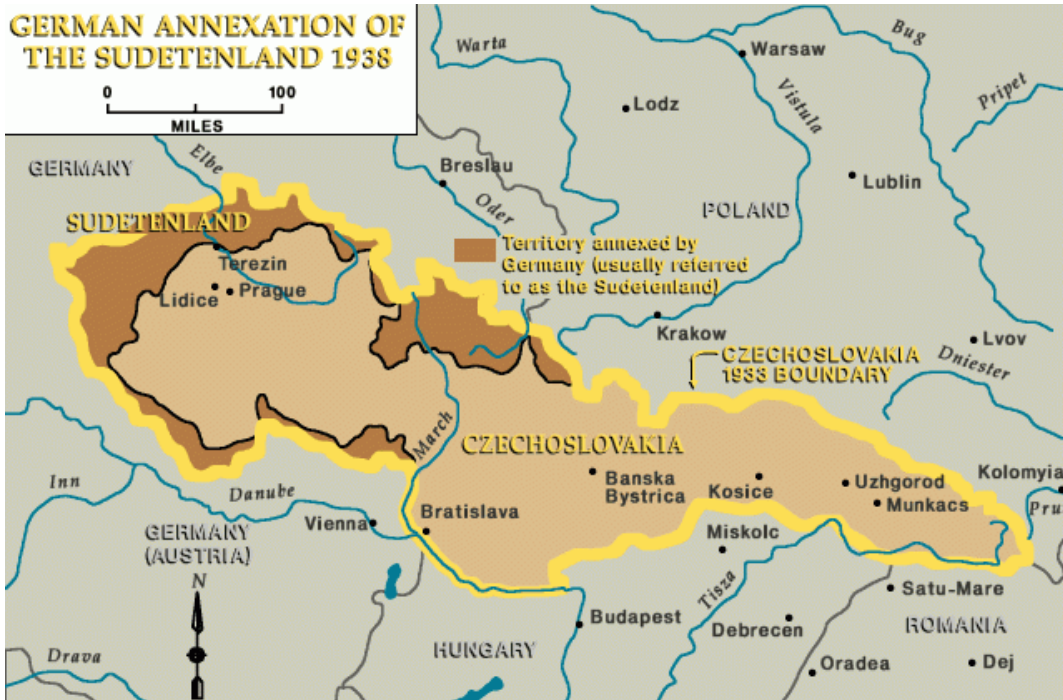 GERMAN ANNEXATION OF
THE SUDETENLAND 1938
0 100
MILES
Warta
Warsaw
Bug
Lodz
Vistula
Pripet
GERMANY
Elbe
Breslau
Oder
Lublin
POLAND
SUDETENLAND
Territory annexed by
Germany (usually referred
to as the Sudetenland)
Terezin
Lidice
Prague
Krakow
Lvov
CZECHOSLOVAKIA
1933 BOUNDARY
Dniester
March
CZECHOSLOVAKIA
Banska
Bystrica
Kosice
Uzhgorod
Munkacs
Kolomyia
Prut
Inn
Danube
Vienna
Bratislava
GERMANY
(AUSTRIA)
Miskolc
Tisza
N
Budapest
Debrecen
Satu-Mare
ROMANIA
HUNGARY
Drava
Oradea
Dej